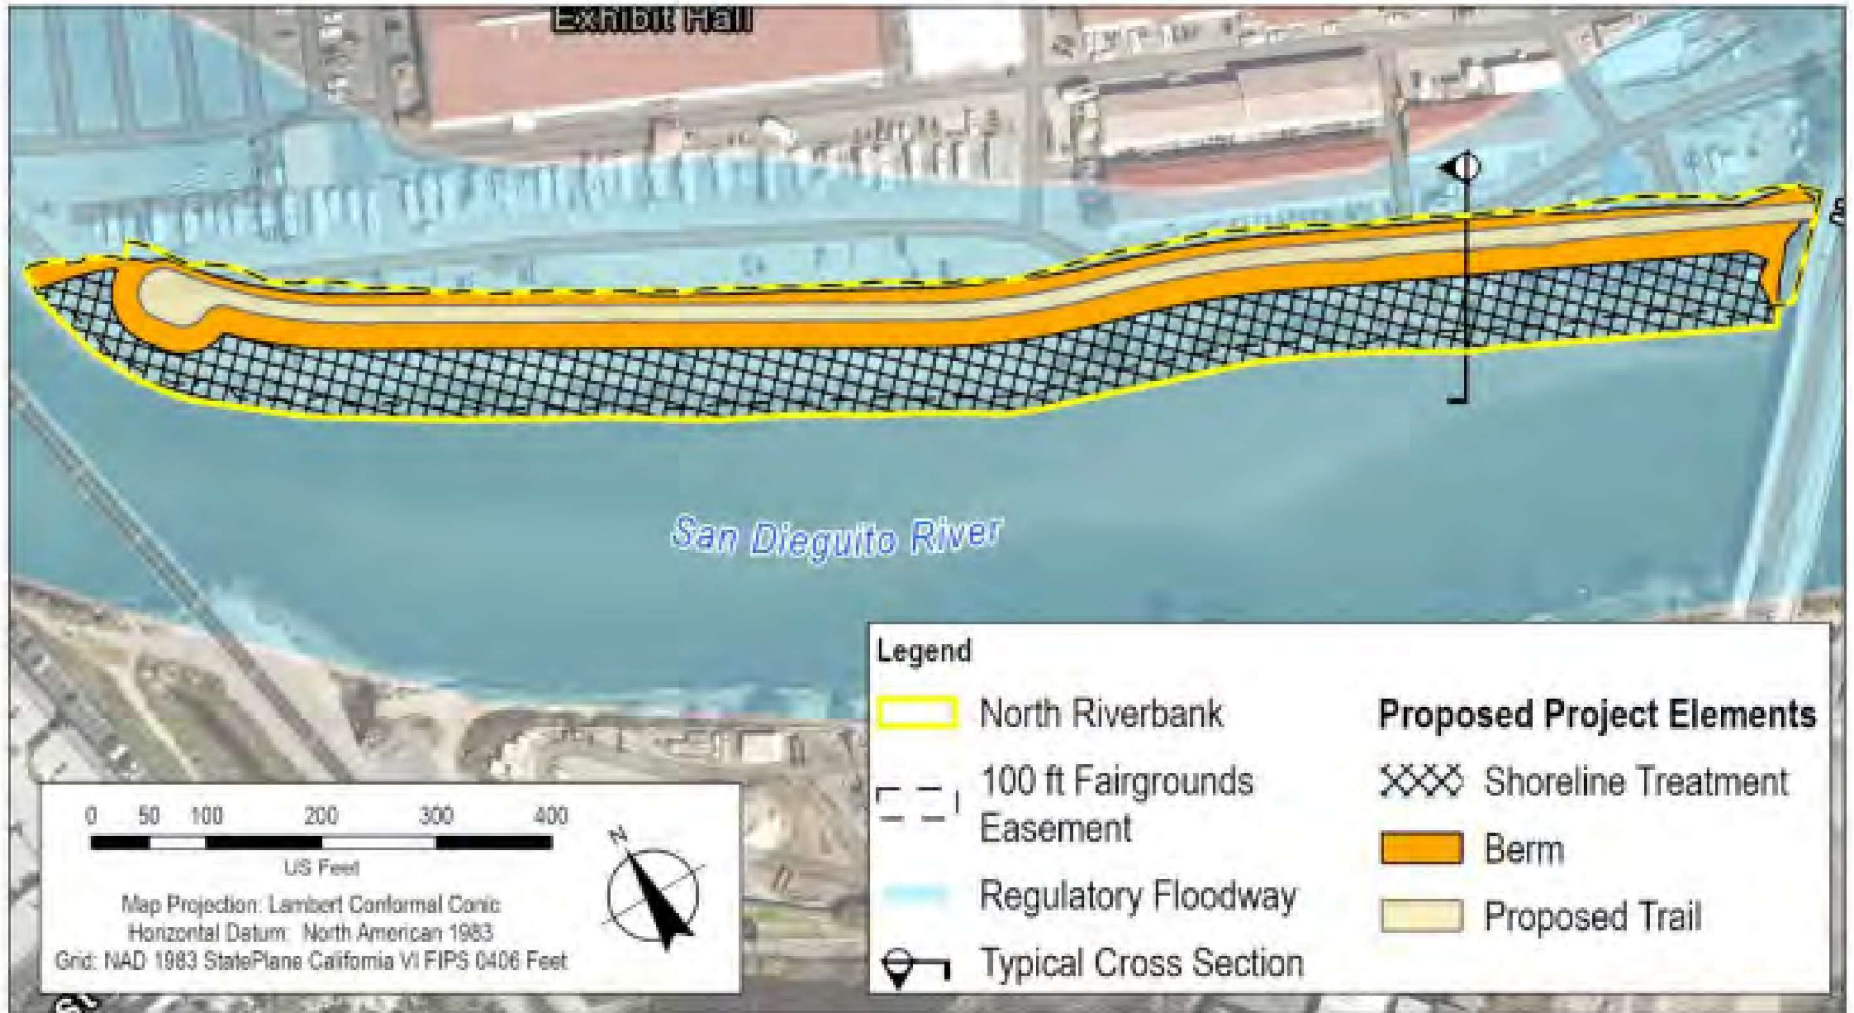 Exhibit Hall
San Dieguito River
Legend
North Riverbank
100 ft Fairgrounds
Easement
Regulatory Floodway
Typical Cross Section
Proposed Project Elements
Shoreline Treatment
Berm
Proposed Trail
0 50 100 200 300 400
US Feet
Map Projection: Lambert Conformal Conic
Horizontal Datum: North American 1983
Grid: NAD 1983 StatePlane California VI FIPS 0406 Feet
N